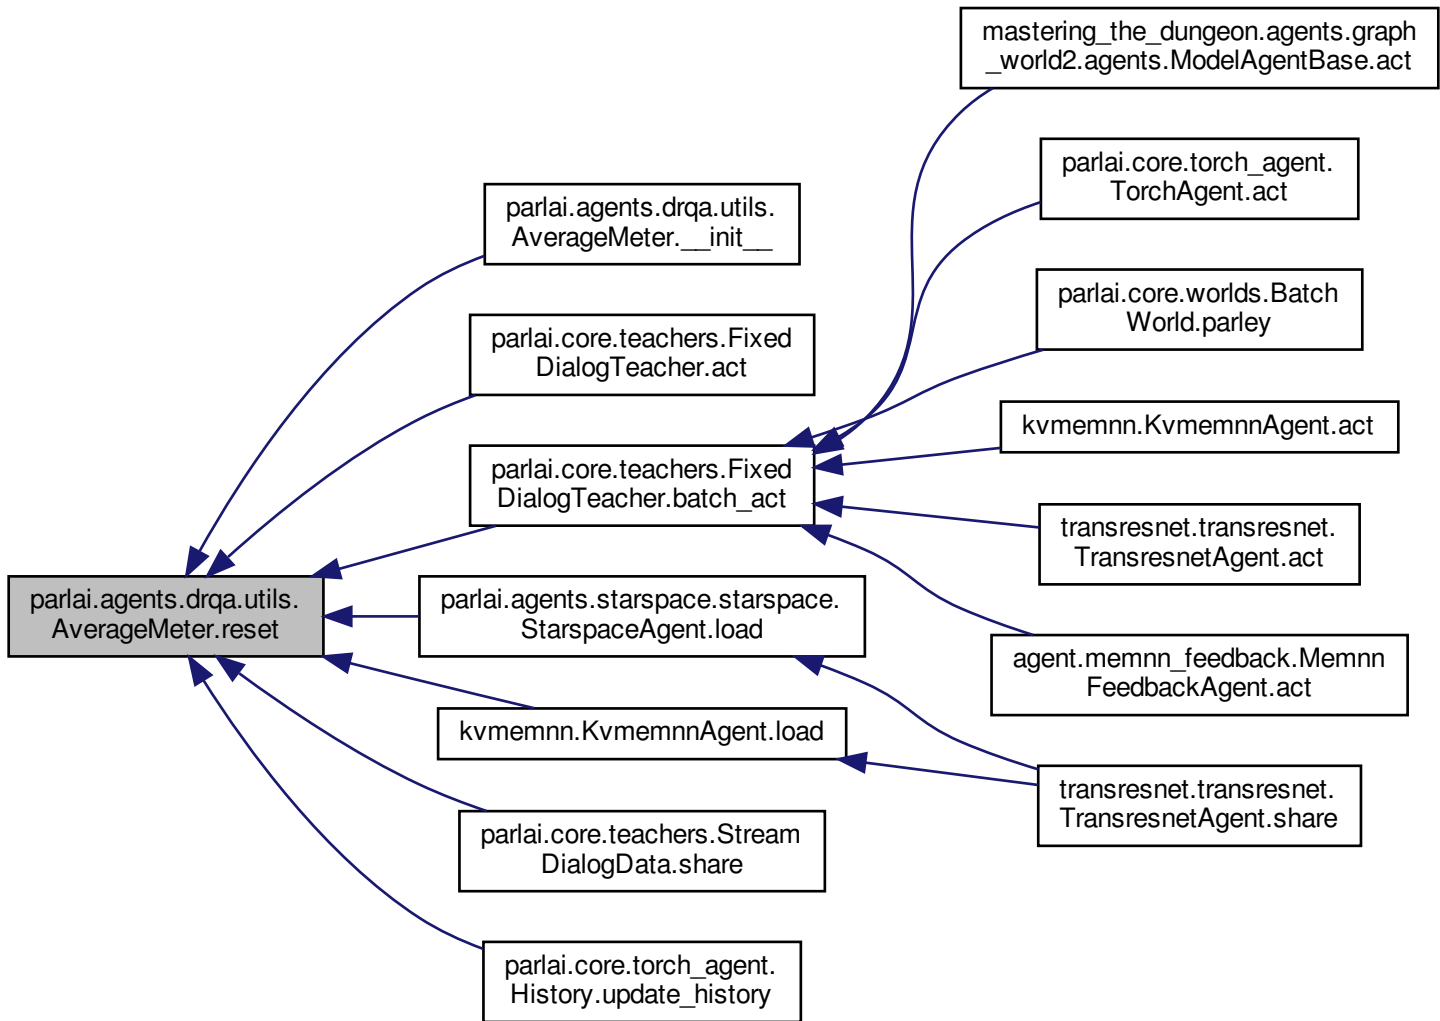 mastering_the_dungeon.agents.graph
_world2.agents.ModelAgentBase.act
parlai.core.torch_agent.
TorchAgent.act
parlai.agents.drqa.utils.
AverageMeter.__init__
parlai.core.worlds.Batch
World.parley
parlai.core.teachers.Fixed
DialogTeacher.act
kvmemnn.KvmemnnAgent.act
parlai.core.teachers.Fixed
DialogTeacher.batch_act
transresnet.transresnet.
TransresnetAgent.act
parlai.agents.drqa.utils.
AverageMeter.reset
parlai.agents.starspace.starspace.
StarspaceAgent.load
agent.memnn_feedback.Memnn
FeedbackAgent.act
kvmemnn.KvmemnnAgent.load
transresnet.transresnet.
TransresnetAgent.share
parlai.core.teachers.Stream
DialogData.share
parlai.core.torch_agent.
History.update_history